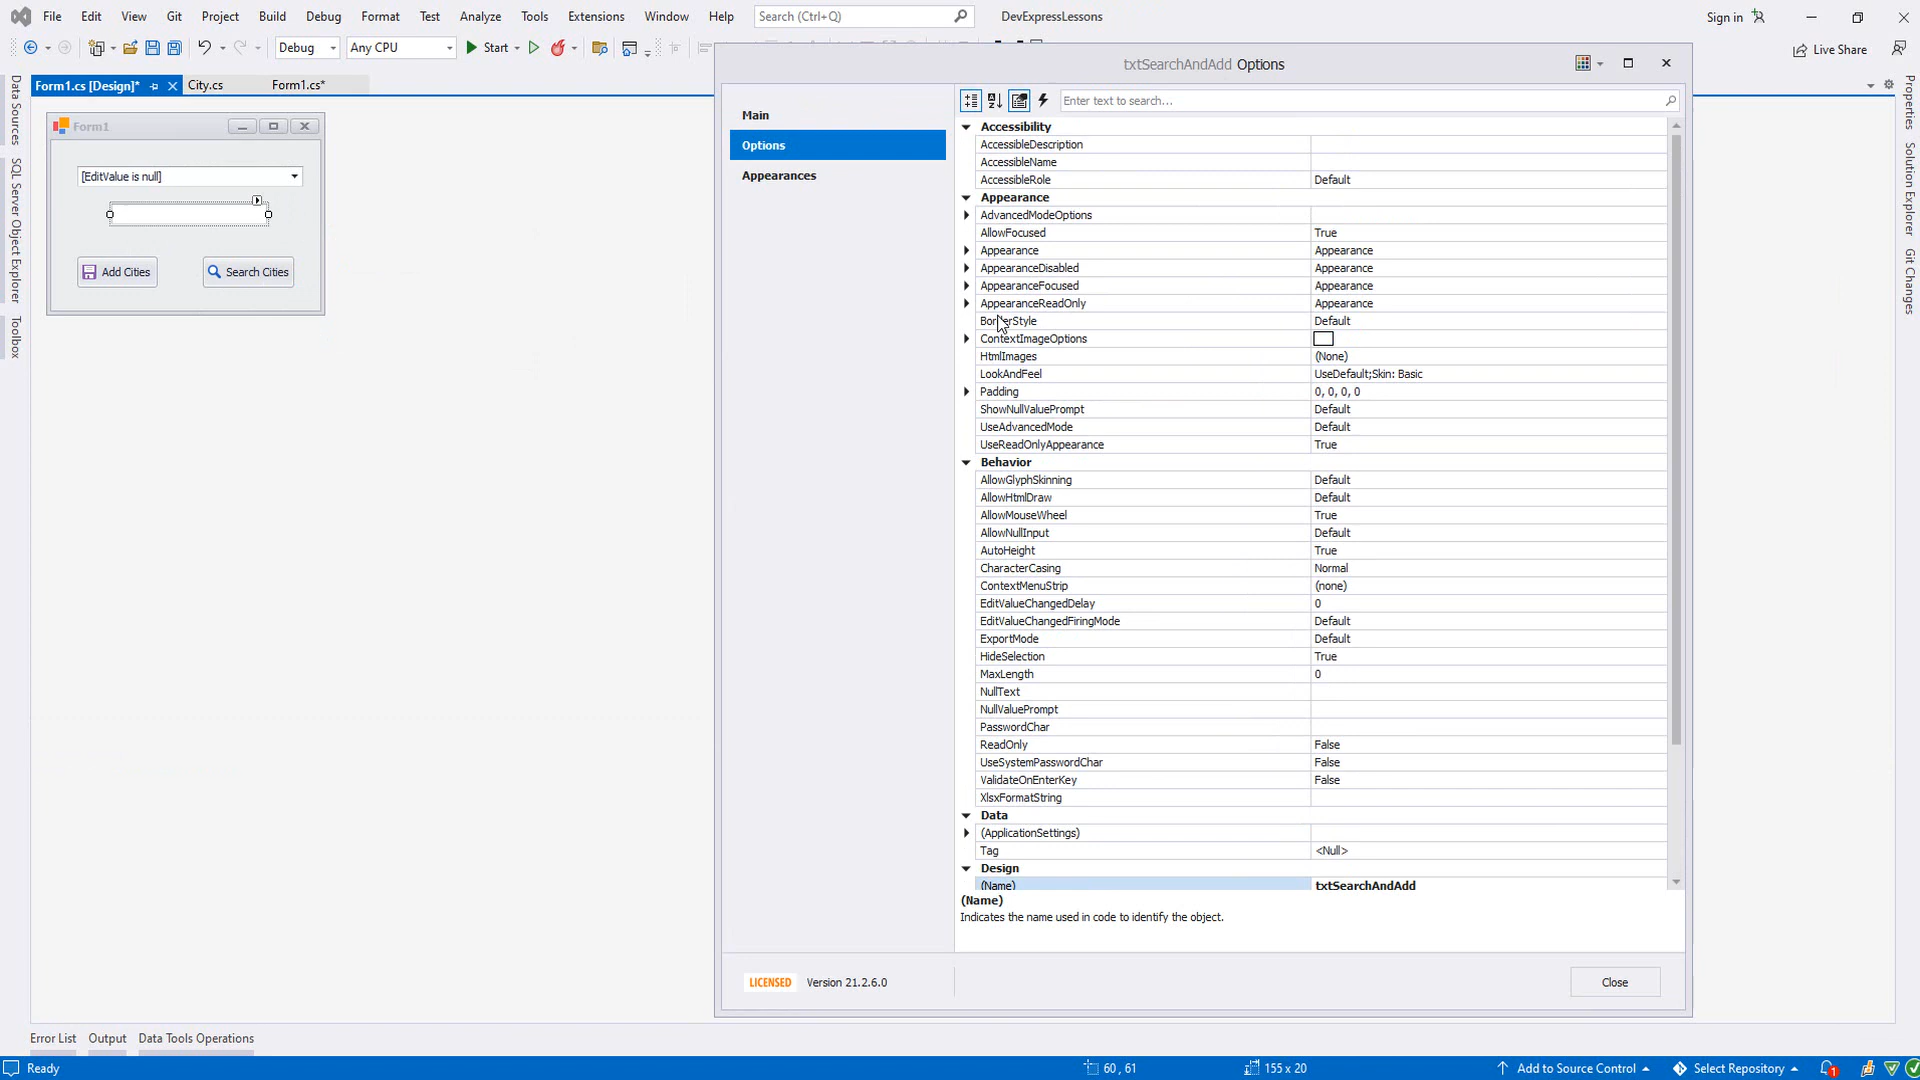 File Edit View Git Project Build Debug Format Test Analyze Tools Extensions Window Help Search (Ctrl+Q) DevExpressLessons Sign in
Debug Any CPU Start Live Share
txtSearchAndAdd Options
Form1.cs [Design]* City.cs Form1.cs*
Data Sources
SQL Server Object Explorer
Toolbox
Form1
[EditValue is null]
Add Cities Search Cities
Main
Options
Appearances
Enter text to search...
Accessibility
AccessibleDescription
AccessibleName
AccessibleRole Default
Appearance
AdvancedModeOptions
AllowFocused True
Appearance Appearance
AppearanceDisabled Appearance
AppearanceFocused Appearance
AppearanceReadOnly Appearance
BorderStyle Default
ContextImageOptions
HtmlImages (None)
LookAndFeel UseDefault;Skin: Basic
Padding 0, 0, 0, 0
ShowNullValuePrompt Default
UseAdvancedMode Default
UseReadOnlyAppearance True
Behavior
AllowGlyphSkinning Default
AllowHtmlDraw Default
AllowMouseWheel True
AllowNullInput Default
AutoHeight True
CharacterCasing Normal
ContextMenuStrip (none)
EditValueChangedDelay 0
EditValueChangedFiringMode Default
ExportMode Default
HideSelection True
MaxLength 0
NullText
NullValuePrompt
PasswordChar
ReadOnly False
UseSystemPasswordChar False
ValidateOnEnterKey False
XlsxFormatString
Data
(ApplicationSettings)
Tag <Null>
Design
(Name) txtSearchAndAdd
(Name)
Indicates the name used in code to identify the object.
LICENSED Version 21.2.6.0 Close
Properties
Solution Explorer
Git Changes
Error List Output Data Tools Operations
Ready 60 , 61 155 x 20 Add to Source Control Select Repository 1